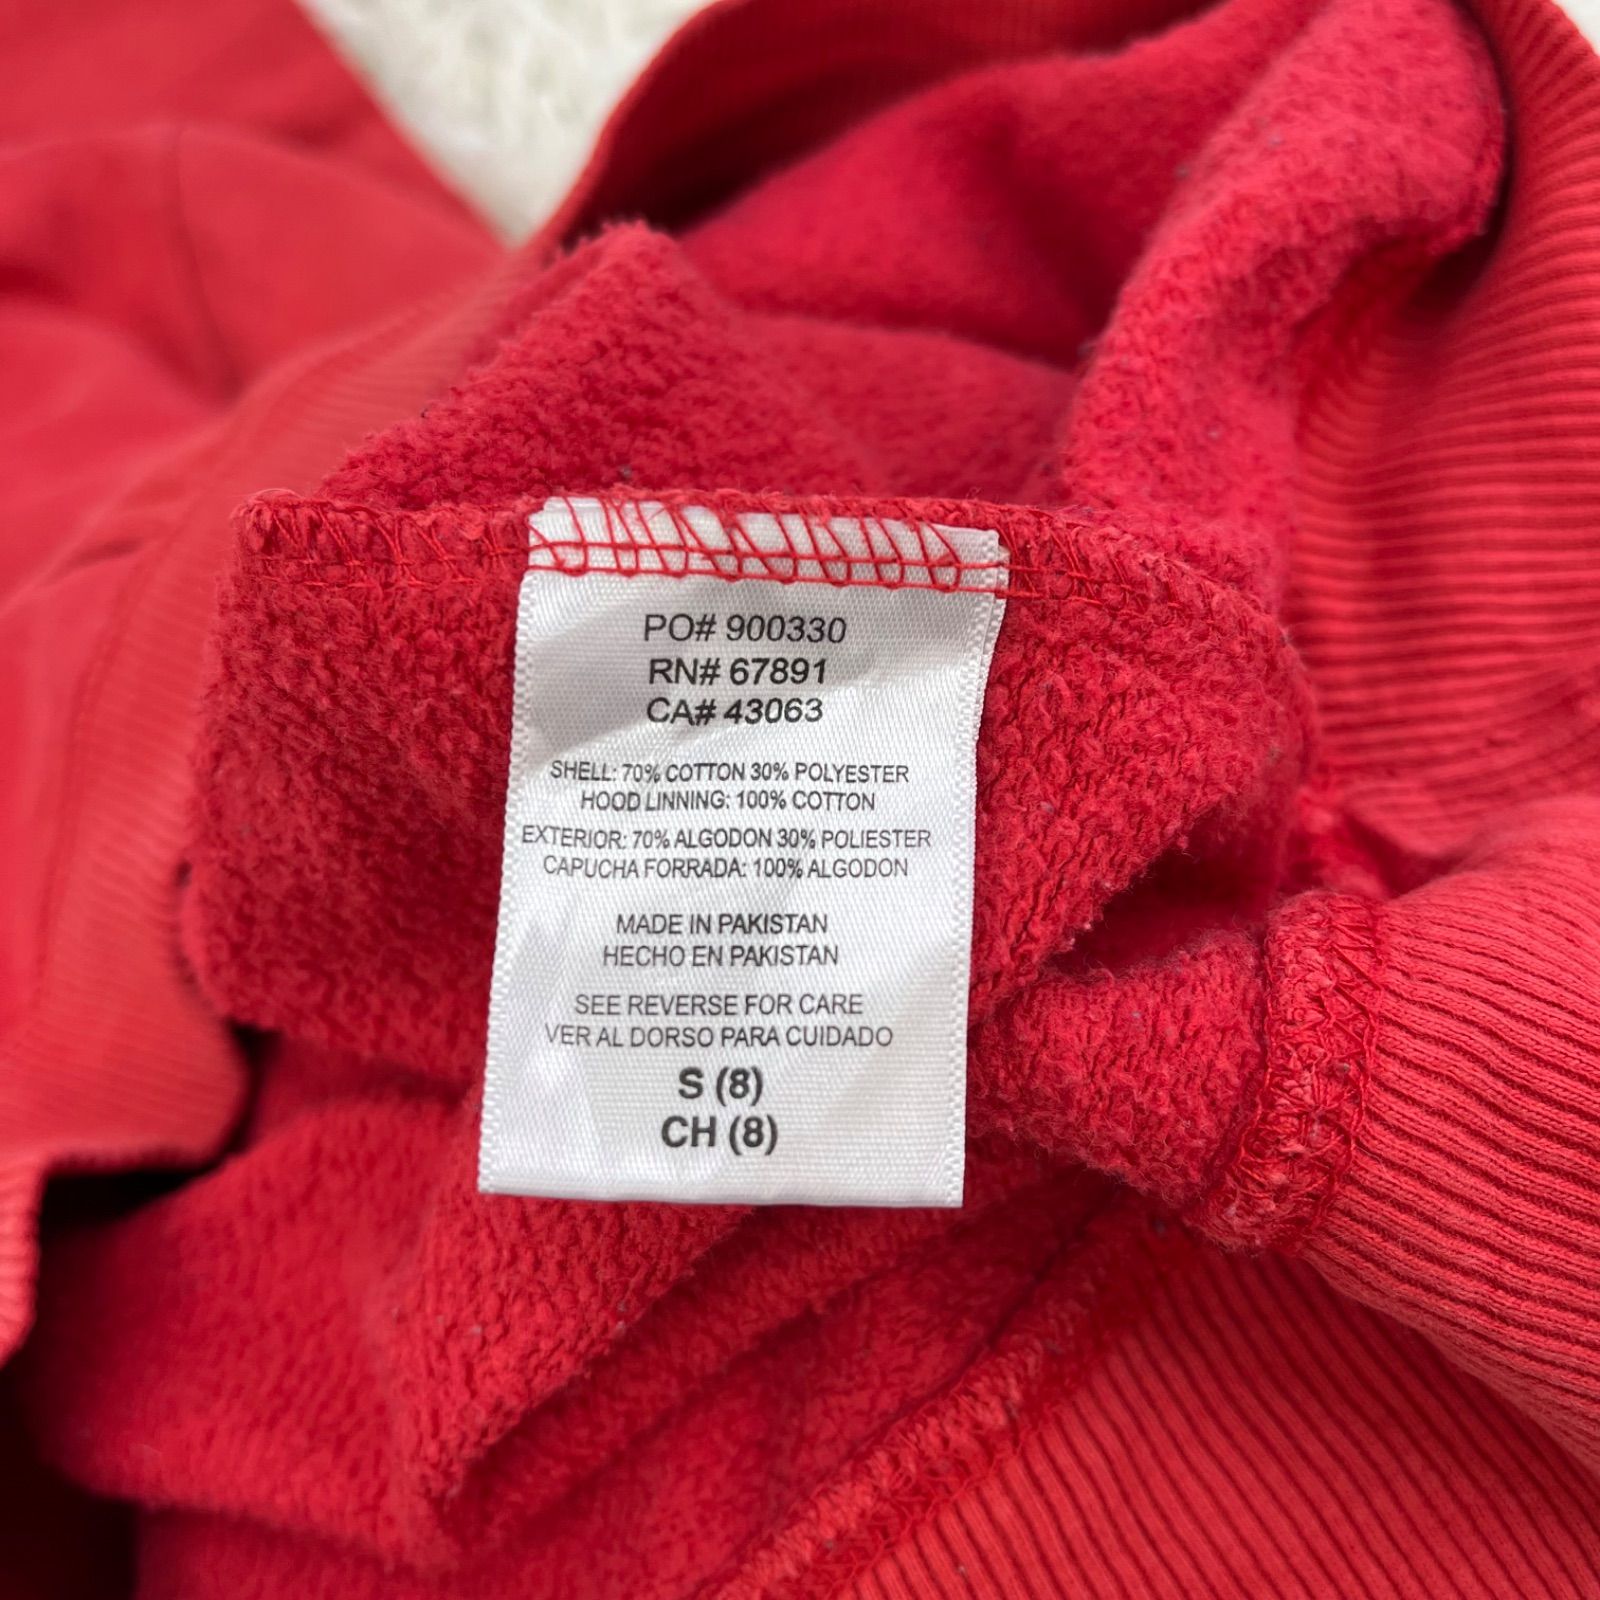 PO# 900330
RN# 67891
CA# 43063
SHELL: 70% COTTON 30% POLYESTER
HOOD LINNING: 100% COTTON
EXTERIOR: 70% ALGODON 30% POLIESTER
CAPUCHA FORRADA: 100% ALGODON
MADE IN PAKISTAN
HECHO EN PAKISTAN
SEE REVERSE FOR CARE
VER AL DORSO PARA CUIDADO
S (8)
CH (8)